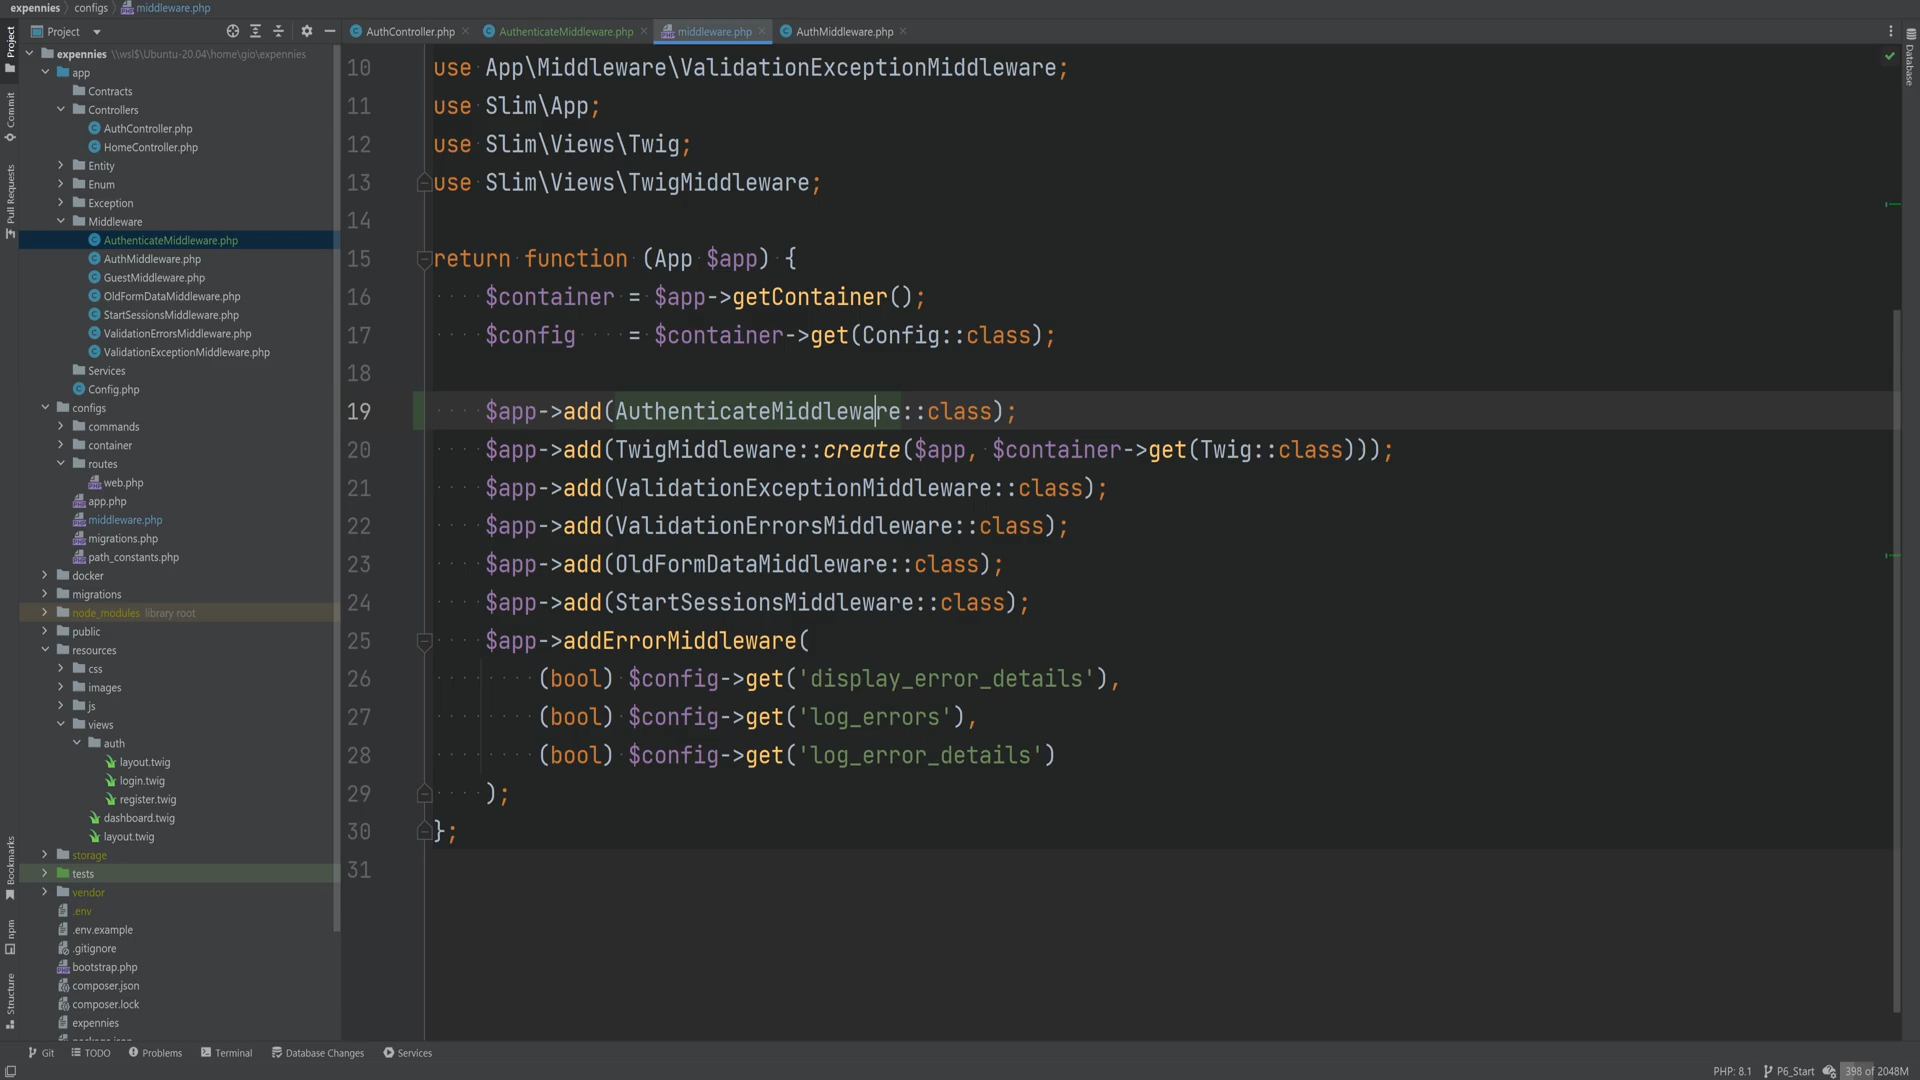 expennies configs middleware.php
Project
AuthController.php
AuthenticateMiddleware.php
middleware.php
AuthMiddleware.php
Project
Commit
Pull Requests
Bookmarks
npm
Structure
Database
expennies \\wsl$\Ubuntu-20.04\home\gio\expennies
app
Contracts
Controllers
AuthController.php
HomeController.php
Entity
Enum
Exception
Middleware
AuthenticateMiddleware.php
AuthMiddleware.php
GuestMiddleware.php
OldFormDataMiddleware.php
StartSessionsMiddleware.php
ValidationErrorsMiddleware.php
ValidationExceptionMiddleware.php
Services
Config.php
configs
commands
container
routes
web.php
app.php
middleware.php
migrations.php
path_constants.php
docker
migrations
node_modules library root
public
resources
css
images
js
views
auth
layout.twig
login.twig
register.twig
dashboard.twig
layout.twig
storage
tests
vendor
.env
.env.example
.gitignore
bootstrap.php
composer.json
composer.lock
expennies
10 use App\Middleware\ValidationExceptionMiddleware;
11 use Slim\App;
12 use Slim\Views\Twig;
13 use Slim\Views\TwigMiddleware;
14
15 return function (App $app) {
16 $container = $app->getContainer();
17 $config = $container->get(Config::class);
18
19 $app->add(AuthenticateMiddleware::class);
20 $app->add(TwigMiddleware::create($app, $container->get(Twig::class)));
21 $app->add(ValidationExceptionMiddleware::class);
22 $app->add(ValidationErrorsMiddleware::class);
23 $app->add(OldFormDataMiddleware::class);
24 $app->add(StartSessionsMiddleware::class);
25 $app->addErrorMiddleware(
26 (bool) $config->get('display_error_details'),
27 (bool) $config->get('log_errors'),
28 (bool) $config->get('log_error_details')
29 );
30 };
31
Git TODO Problems Terminal Database Changes Services
PHP: 8.1 P6_Start 398 of 2048M